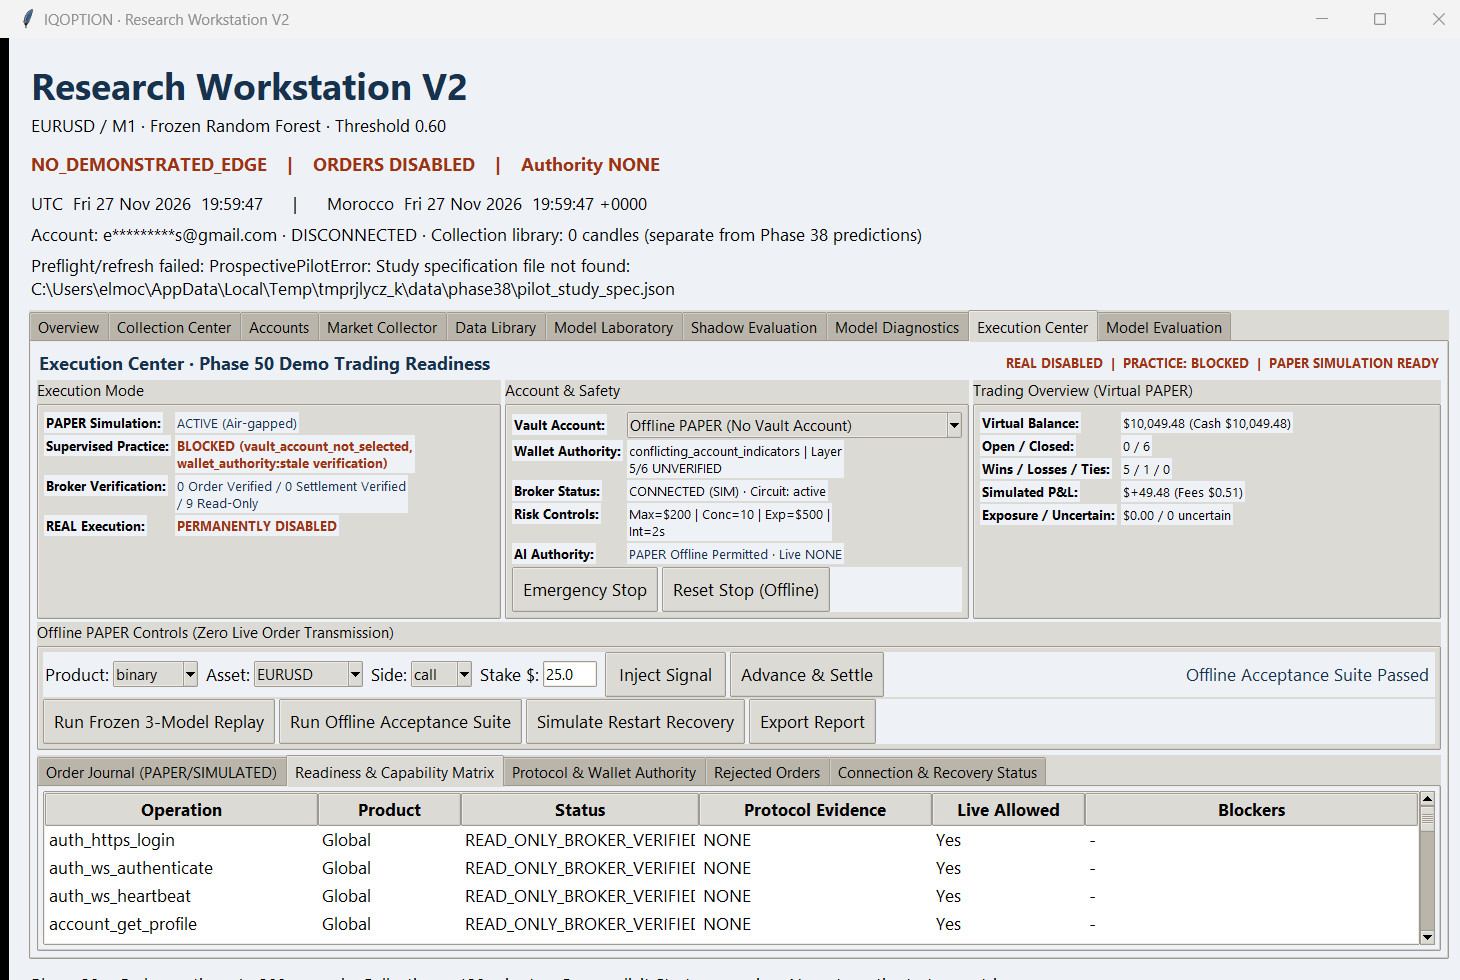 IQOPTION · Research Workstation V2
Research Workstation V2
EURUSD / M1 · Frozen Random Forest · Threshold 0.60
NO_DEMONSTRATED_EDGE | ORDERS DISABLED | Authority NONE
UTC Fri 27 Nov 2026 19:59:47 | Morocco Fri 27 Nov 2026 19:59:47 +0000
Account: e*********s@gmail.com · DISCONNECTED · Collection library: 0 candles (separate from Phase 38 predictions)
Preflight/refresh failed: ProspectivePilotError: Study specification file not found:
C:\Users\elmoc\AppData\Local\Temp\tmprjlycz_k\data\phase38\pilot_study_spec.json
Overview Collection Center Accounts Market Collector Data Library Model Laboratory Shadow Evaluation Model Diagnostics Execution Center Model Evaluation
Execution Center · Phase 50 Demo Trading Readiness
REAL DISABLED | PRACTICE: BLOCKED | PAPER SIMULATION READY
Execution Mode
PAPER Simulation: ACTIVE (Air-gapped)
Supervised Practice: BLOCKED (vault_account_not_selected,
wallet_authority:stale verification)
Broker Verification: 0 Order Verified / 0 Settlement Verified
/ 9 Read-Only
REAL Execution: PERMANENTLY DISABLED
Account & Safety
Vault Account: Offline PAPER (No Vault Account)
Wallet Authority: conflicting_account_indicators | Layer
5/6 UNVERIFIED
Broker Status: CONNECTED (SIM) · Circuit: active
Risk Controls: Max=$200 | Conc=10 | Exp=$500 |
Int=2s
AI Authority: PAPER Offline Permitted · Live NONE
Emergency Stop Reset Stop (Offline)
Trading Overview (Virtual PAPER)
Virtual Balance: $10,049.48 (Cash $10,049.48)
Open / Closed: 0 / 6
Wins / Losses / Ties: 5 / 1 / 0
Simulated P&L: $+49.48 (Fees $0.51)
Exposure / Uncertain: $0.00 / 0 uncertain
Offline PAPER Controls (Zero Live Order Transmission)
Product: binary Asset: EURUSD Side: call Stake $: 25.0 Inject Signal Advance & Settle Offline Acceptance Suite Passed
Run Frozen 3-Model Replay Run Offline Acceptance Suite Simulate Restart Recovery Export Report
Order Journal (PAPER/SIMULATED) Readiness & Capability Matrix Protocol & Wallet Authority Rejected Orders Connection & Recovery Status
Operation Product Status Protocol Evidence Live Allowed Blockers
auth_https_login Global READ_ONLY_BROKER_VERIFIED NONE Yes -
auth_ws_authenticate Global READ_ONLY_BROKER_VERIFIED NONE Yes -
auth_ws_heartbeat Global READ_ONLY_BROKER_VERIFIED NONE Yes -
account_get_profile Global READ_ONLY_BROKER_VERIFIED NONE Yes -